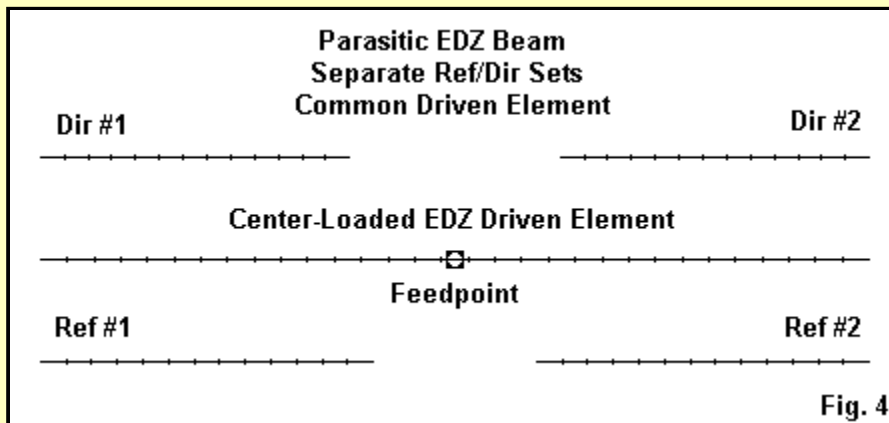 Parasitic EDZ Beam
Separate Ref/Dir Sets
Common Driven Element
Dir #1
Dir #2
Center-Loaded EDZ Driven Element
Feedpoint
Ref #1
Ref #2
Fig. 4